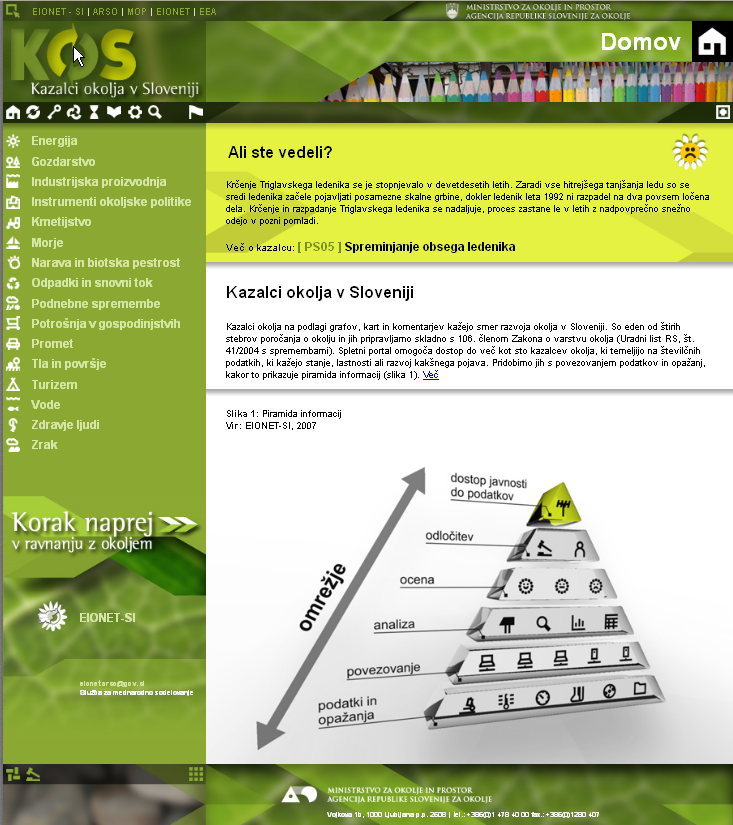 EIONET - SI | ARSO | MOP | EIONET | EEA
MINISTRSTVO ZA OKOLJE IN PROSTOR
AGENCIJA REPUBLIKE SLOVENIJE ZA OKOLJE
KOS
Kazalci okolja v Sloveniji
Domov
Energija
Gozdarstvo
Industrijska proizvodnja
Instrumenti okoljske politike
Kmetijstvo
Morje
Narava in biotska pestrost
Odpadki in snovni tok
Podnebne spremembe
Potrošnja v gospodinjstvih
Promet
Tla in površje
Turizem
Vode
Zdravje ljudi
Zrak
Korak naprej
v ravnanju z okoljem
EIONET-SI
eionetarso@gov.si
Služba za mednarodno sodelovanje
Ali ste vedeli?
Krčenje Triglavskega ledenika se je stopnjevalo v devetdesetih letih. Zaradi vse hitrejšega tanjšanja ledu so se
sredi ledenika začele pojavljati posamezne skalne grbine, dokler ledenik leta 1992 ni razpadel na dva povsem ločena
dela. Krčenje in razpadanje Triglavskega ledenika se nadaljuje, proces zastane le v letih z nadpovprečno snežno
odejo v pozni pomladi.
Več o kazalcu: [ PS05 ] Spreminjanje obsega ledenika
Kazalci okolja v Sloveniji
Kazalci okolja na podlagi grafov, kart in komentarjev kažejo smer razvoja okolja v Sloveniji. So eden od štirih
stebrov poročanja o okolju in jih pripravljamo skladno s 106. členom Zakona o varstvu okolja (Uradni list RS, št.
41/2004 s spremembami). Spletni portal omogoča dostop do več kot sto kazalcev okolja, ki temeljijo na številčnih
podatkih, ki kažejo stanje, lastnosti ali razvoj kakšnega pojava. Pridobimo jih s povezovanjem podatkov in opažanj,
kakor to prikazuje piramida informacij (slika 1). Več
Slika 1: Piramida informacij
Vir: EIONET-SI, 2007
dostop javnosti
do podatkov
odločitev
ocena
analiza
povezovanje
podatki in
opažanja
omrežje
MINISTRSTVO ZA OKOLJE IN PROSTOR
AGENCIJA REPUBLIKE SLOVENIJE ZA OKOLJE
Vojkova 1b, 1000 Ljubljana p.p. 2608 | tel.: +386(0)1 478 40 00 fax.: +386(0)1280 407